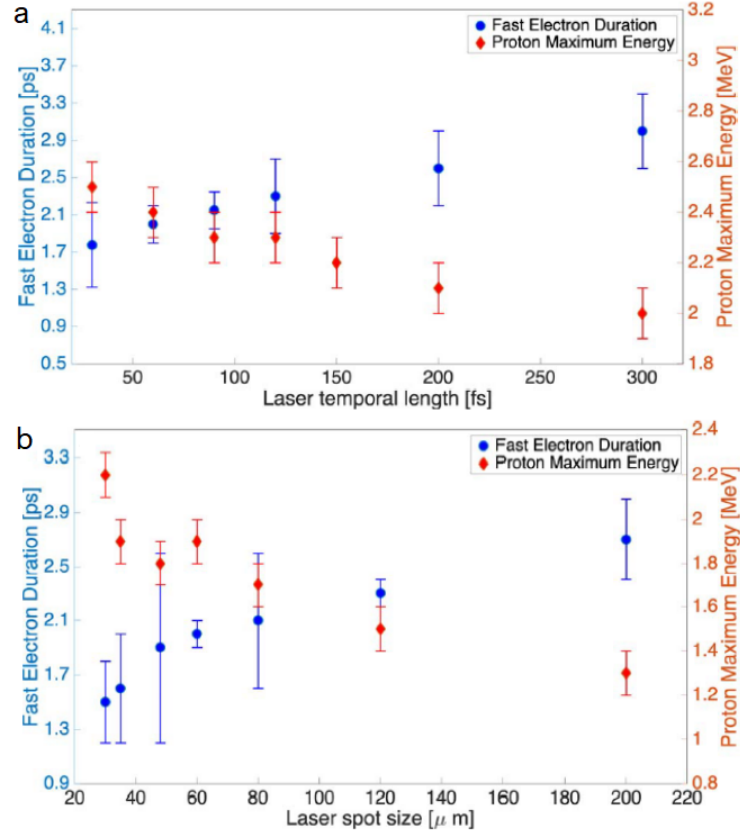 a
Fast Electron Duration
Proton Maximum Energy
Fast Electron Duration [ps]
4.1
3.7
3.3
2.9
2.5
2.1
1.7
1.3
0.9
0.5
3.2
3
2.8
2.6
2.4
2.2
2
1.8
Proton Maximum Energy [MeV]
50 100 150 200 250 300
Laser temporal length [fs]
b
Fast Electron Duration
Proton Maximum Energy
Fast Electron Duration [ps]
3.3
2.9
2.5
2.1
1.7
1.3
0.9
2.4
2.2
2
1.8
1.6
1.4
1.2
1
0.8
Proton Maximum Energy [MeV]
20 40 60 80 100 120 140 160 180 200 220
Laser spot size [μ m]